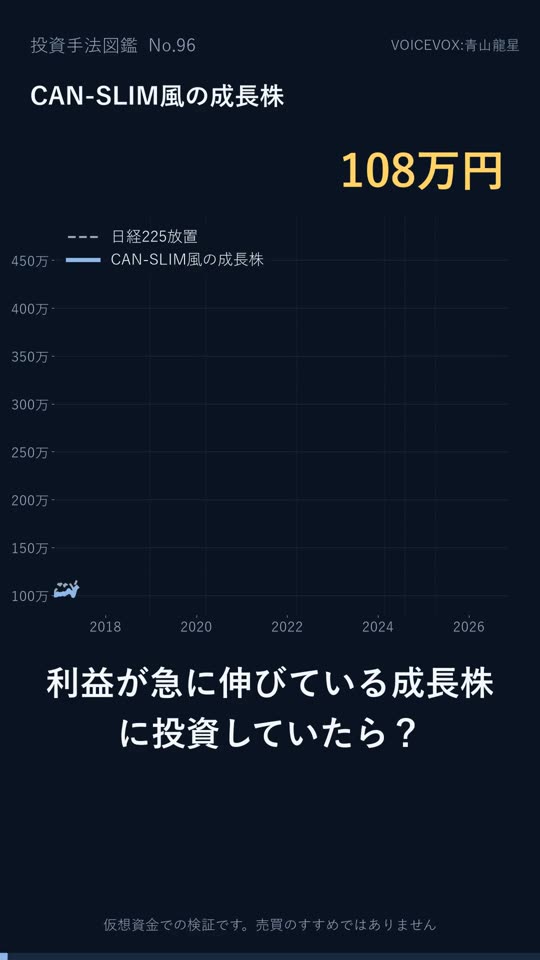 投資手法図鑑 No.96
VOICEVOX:青山龍星
CAN-SLIM風の成長株
108万円
日経225放置
CAN-SLIM風の成長株
450万
400万
350万
300万
250万
200万
150万
100万
2018 2020 2022 2024 2026
利益が急に伸びている成長株
に投資していたら？
仮想資金での検証です。売買のすすめではありません